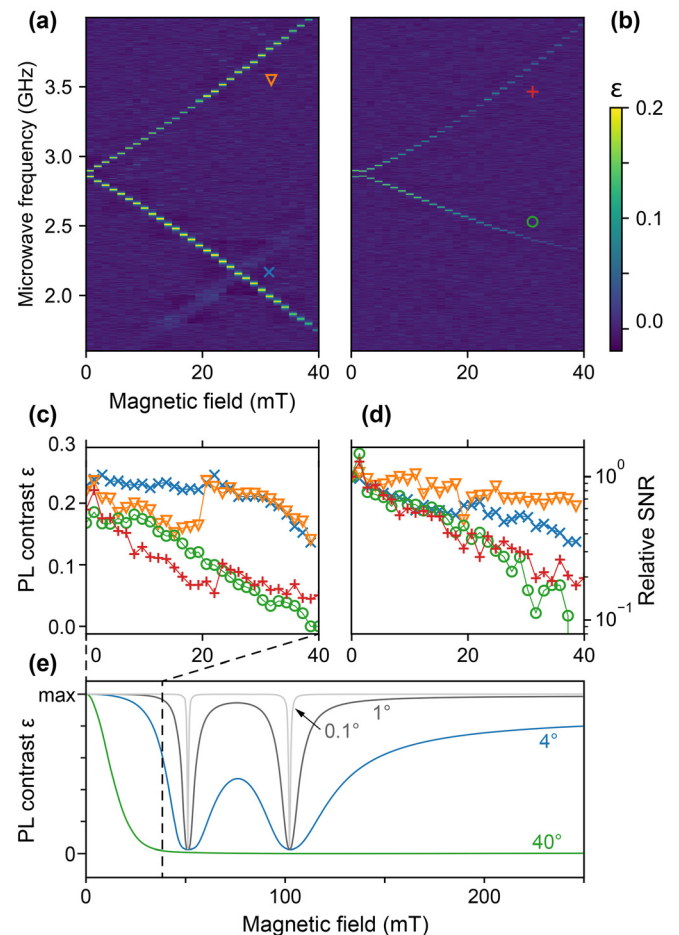 (a)
(b)
Microwave frequency (GHz)
3.5
3.0
2.5
2.0
0
20
40
0
20
40
Magnetic field (mT)
ε
0.2
0.1
0.0
(c)
(d)
PL contrast ε
0.3
0.2
0.1
0.0
0
20
40
0
20
40
10⁰
10⁻¹
Relative SNR
(e)
PL contrast ε
max
0
1°
0.1°
4°
40°
0
100
200
Magnetic field (mT)